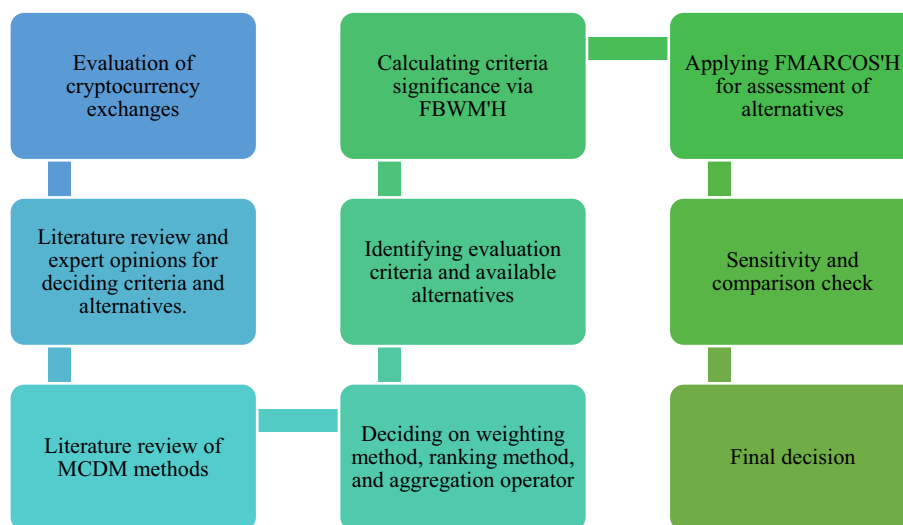 Evaluation of
cryptocurrency
exchanges
Literature review and
expert opinions for
deciding criteria and
alternatives.
Literature review of
MCDM methods
Deciding on weighting
method, ranking method,
and aggregation operator
Identifying evaluation
criteria and available
alternatives
Calculating criteria
significance via
FBWM'H
Applying FMARCOS'H
for assessment of
alternatives
Sensitivity and
comparison check
Final decision